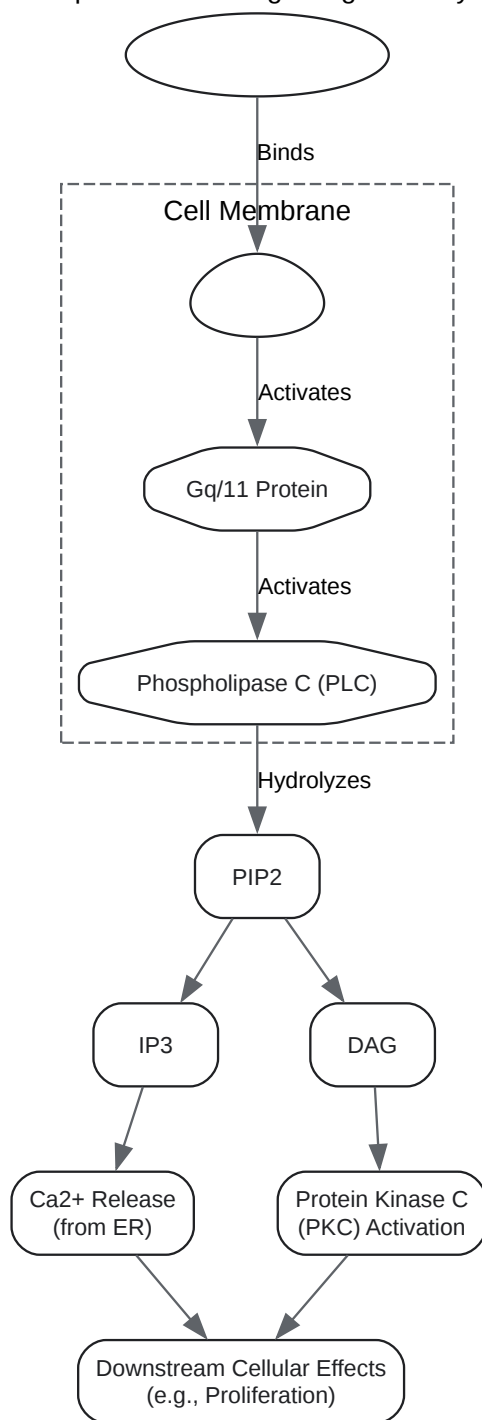 Binds
Cell Membrane
Activates
Gq/11 Protein
Activates
Phospholipase C (PLC)
Hydrolyzes
PIP2
IP3
DAG
Ca2+ Release
(from ER)
Protein Kinase C
(PKC) Activation
Downstream Cellular Effects
(e.g., Proliferation)